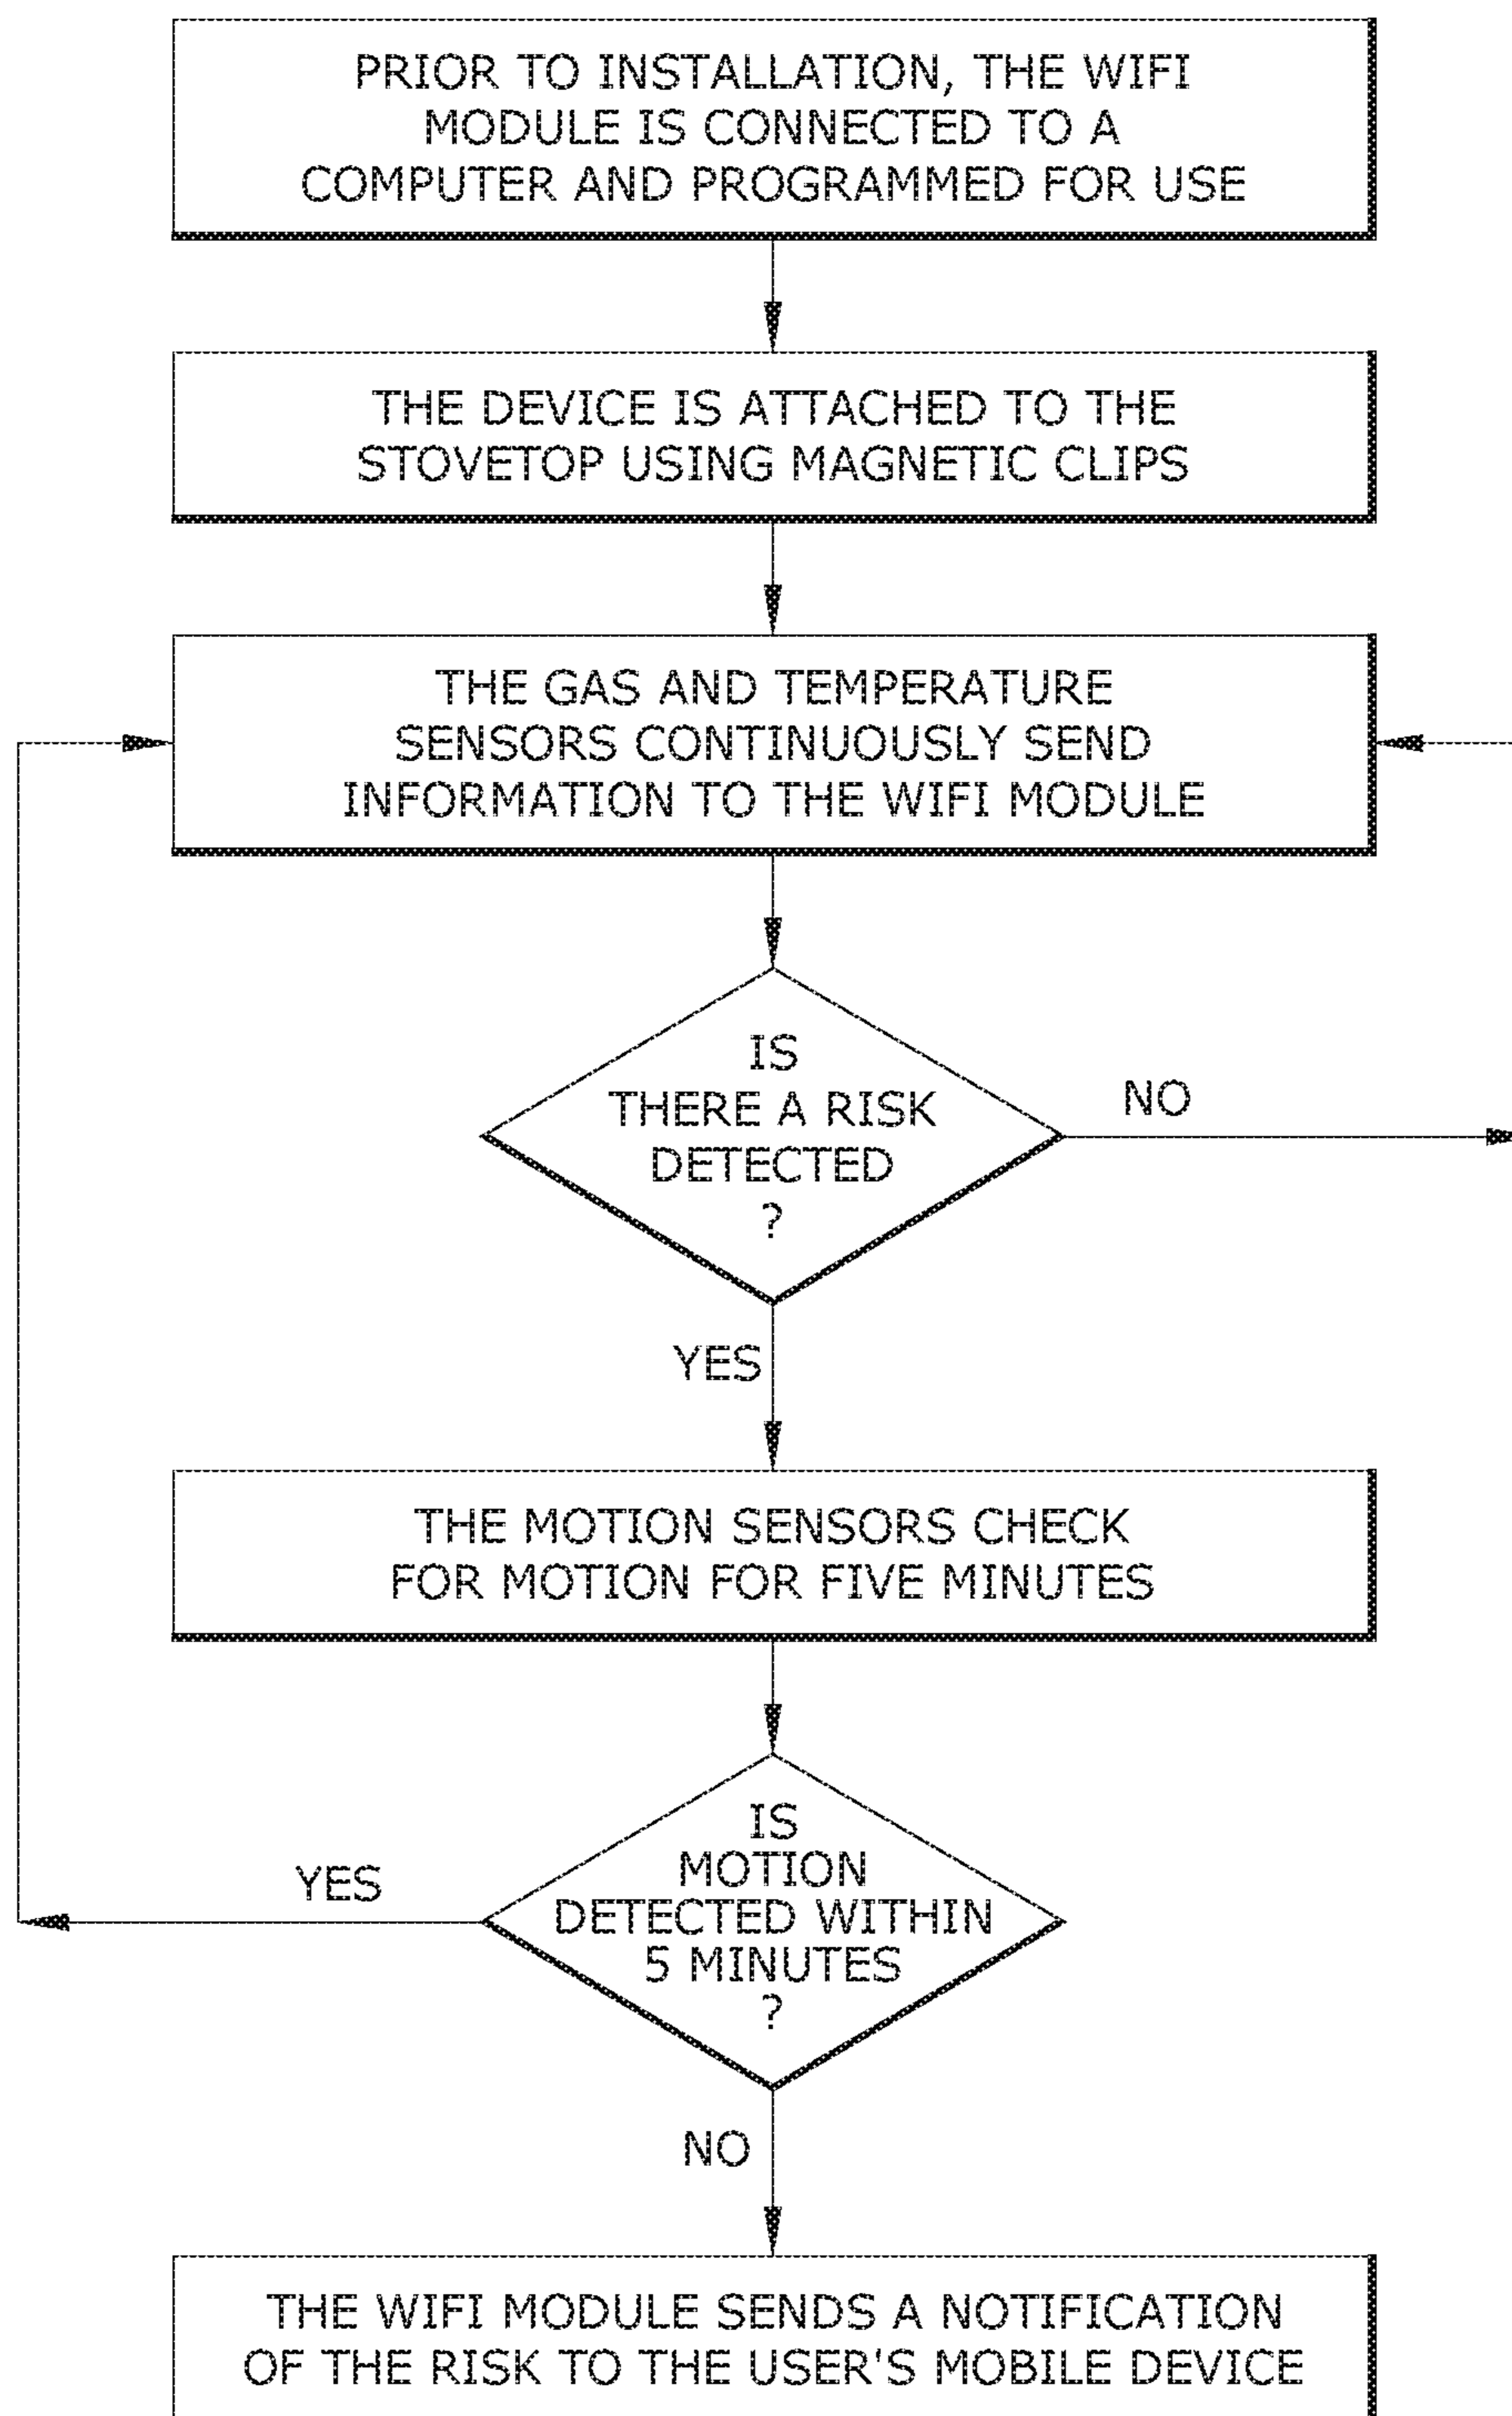 PRIOR TO INSTALLATION, THE WIFI
MODULE IS CONNECTED TO A
COMPUTER AND PROGRAMMED FOR USE
THE DEVICE IS ATTACHED TO THE
STOVETOP USING MAGNETIC CLIPS
THE GAS AND TEMPERATURE
SENSORS CONTINUOUSLY SEND
INFORMATION TO THE WIFI MODULE
IS
THERE A RISK
DETECTED
?
NO
YES
THE MOTION SENSORS CHECK
FOR MOTION FOR FIVE MINUTES
IS
MOTION
DETECTED WITHIN
5 MINUTES
?
YES
NO
THE WIFI MODULE SENDS A NOTIFICATION
OF THE RISK TO THE USER'S MOBILE DEVICE